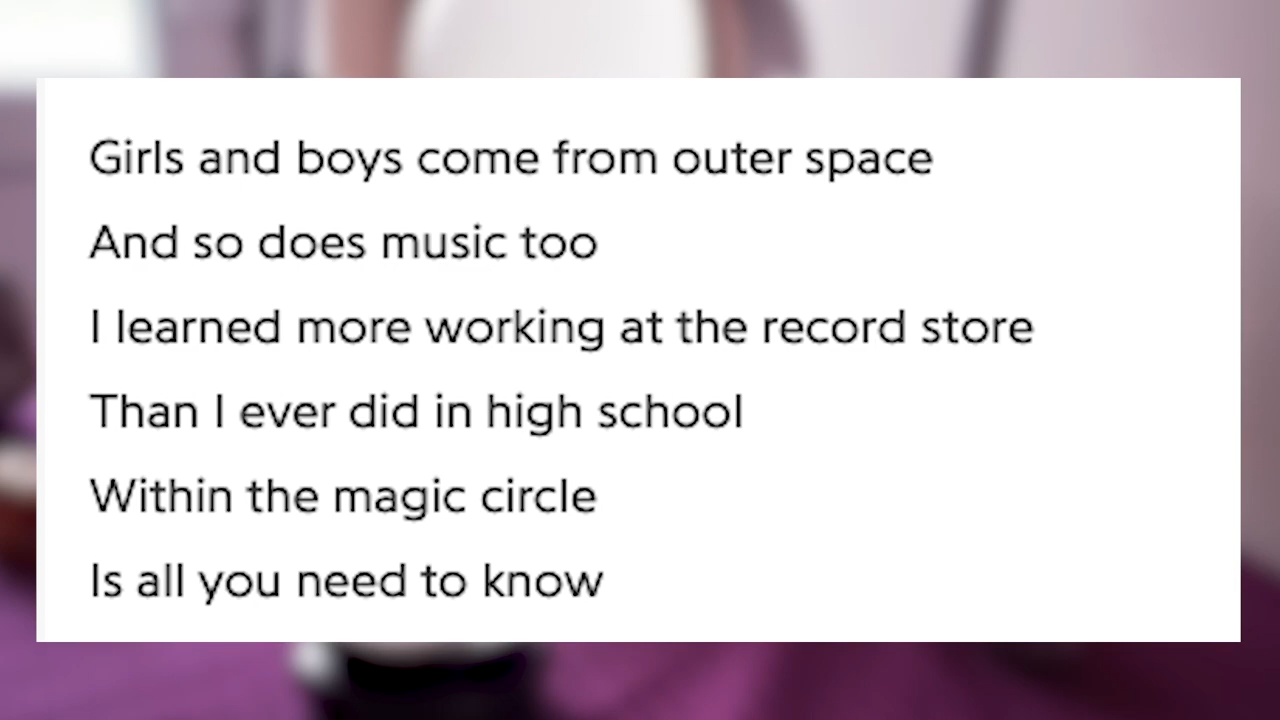 Girls and boys come from outer space
And so does music too
I learned more working at the record store
Than I ever did in high school
Within the magic circle
Is all you need to know